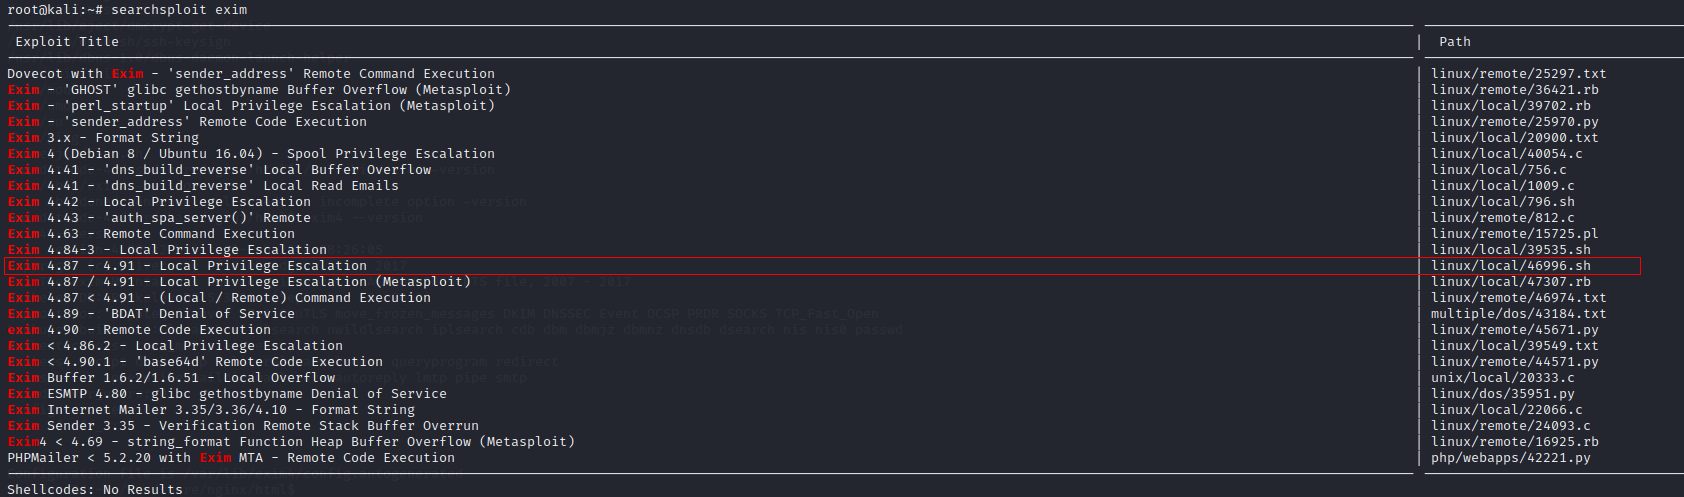 root@kali:~# searchsploit exim
Exploit Title | Path
Dovecot with Exim - 'sender_address' Remote Command Execution | linux/remote/25297.txt
Exim - 'GHOST' glibc gethostbyname Buffer Overflow (Metasploit) | linux/remote/36421.rb
Exim - 'perl_startup' Local Privilege Escalation (Metasploit) | linux/local/39702.rb
Exim - 'sender_address' Remote Code Execution | linux/remote/25970.py
Exim 3.x - Format String | linux/local/20900.txt
Exim 4 (Debian 8 / Ubuntu 16.04) - Spool Privilege Escalation | linux/local/40054.c
Exim 4.41 - 'dns_build_reverse' Local Buffer Overflow | linux/local/756.c
Exim 4.41 - 'dns_build_reverse' Local Read Emails | linux/local/1009.c
Exim 4.42 - Local Privilege Escalation | linux/local/796.sh
Exim 4.43 - 'auth_spa_server()' Remote | linux/remote/812.c
Exim 4.63 - Remote Command Execution | linux/remote/15725.pl
Exim 4.84-3 - Local Privilege Escalation | linux/local/39535.sh
Exim 4.87 - 4.91 - Local Privilege Escalation | linux/local/46996.sh
Exim 4.87 / 4.91 - Local Privilege Escalation (Metasploit) | linux/local/47307.rb
Exim 4.87 < 4.91 - (Local / Remote) Command Execution | linux/remote/46974.txt
Exim 4.89 - 'BDAT' Denial of Service | multiple/dos/43184.txt
exim 4.90 - Remote Code Execution | linux/remote/45671.py
Exim < 4.86.2 - Local Privilege Escalation | linux/local/39549.txt
Exim < 4.90.1 - 'base64d' Remote Code Execution | linux/remote/44571.py
Exim Buffer 1.6.2/1.6.51 - Local Overflow | unix/local/20333.c
Exim ESMTP 4.80 - glibc gethostbyname Denial of Service | linux/dos/35951.py
Exim Internet Mailer 3.35/3.36/4.10 - Format String | linux/local/22066.c
Exim Sender 3.35 - Verification Remote Stack Buffer Overrun | linux/remote/24093.c
Exim4 < 4.69 - string_format Function Heap Buffer Overflow (Metasploit) | linux/remote/16925.rb
PHPMailer < 5.2.20 with Exim MTA - Remote Code Execution | php/webapps/42221.py
Shellcodes: No Results